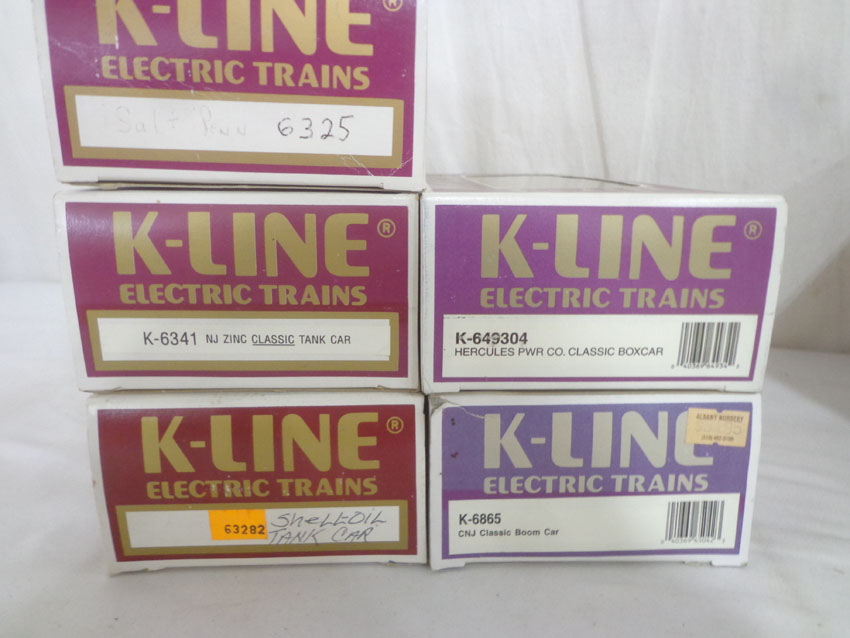 K-LINE ®
ELECTRIC TRAINS
Salt Penn 6325
K-LINE ®
ELECTRIC TRAINS
K-6341 NJ ZINC CLASSIC TANK CAR
K-LINE ®
ELECTRIC TRAINS
K-649304
HERCULES PWR CO. CLASSIC BOXCAR
K-LINE ®
ELECTRIC TRAINS
63282 SHELL OIL
TANK CAR
ALBANY HOBBERY
K-LINE
ELECTRIC TRAINS
K-6865
CNJ Classic Boom Car